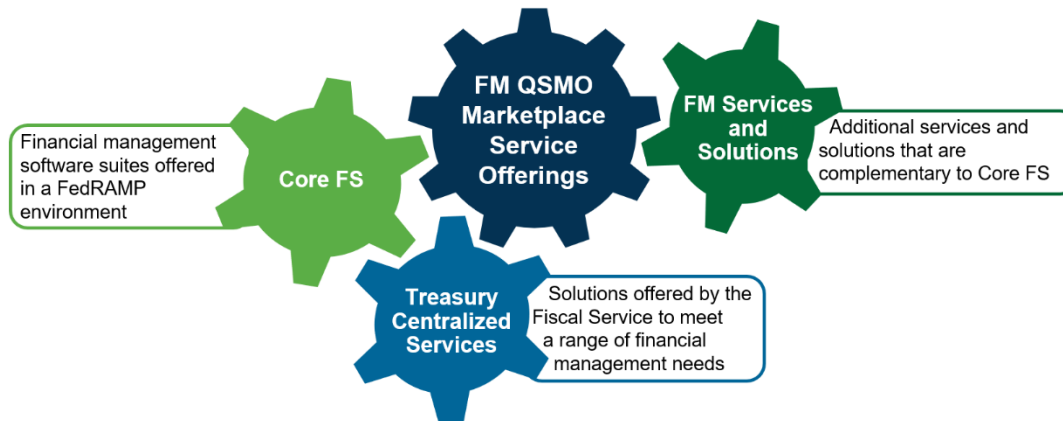 FM QSMO
Marketplace
Service
Offerings
Financial management
software suites offered
in a FedRAMP
environment
Core FS
FM Services
and
Solutions
Additional services and
solutions that are
complementary to Core FS
Treasury
Centralized
Services
Solutions offered by the
Fiscal Service to meet
a range of financial
management needs